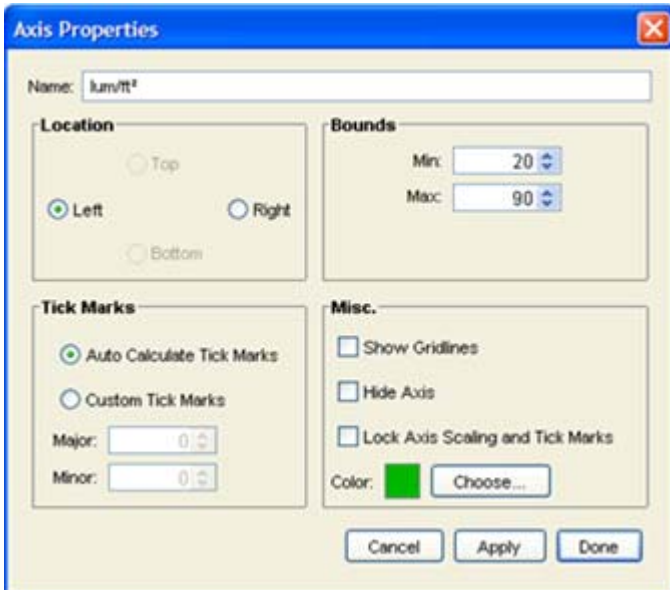 Axis Properties
Name: lum/ft²
Location
Top
Left
Right
Bottom
Bounds
Min: 20
Max: 90
Tick Marks
Auto Calculate Tick Marks
Custom Tick Marks
Major: 0
Minor: 0
Misc.
Show Gridlines
Hide Axis
Lock Axis Scaling and Tick Marks
Color: Choose...
Cancel Apply Done